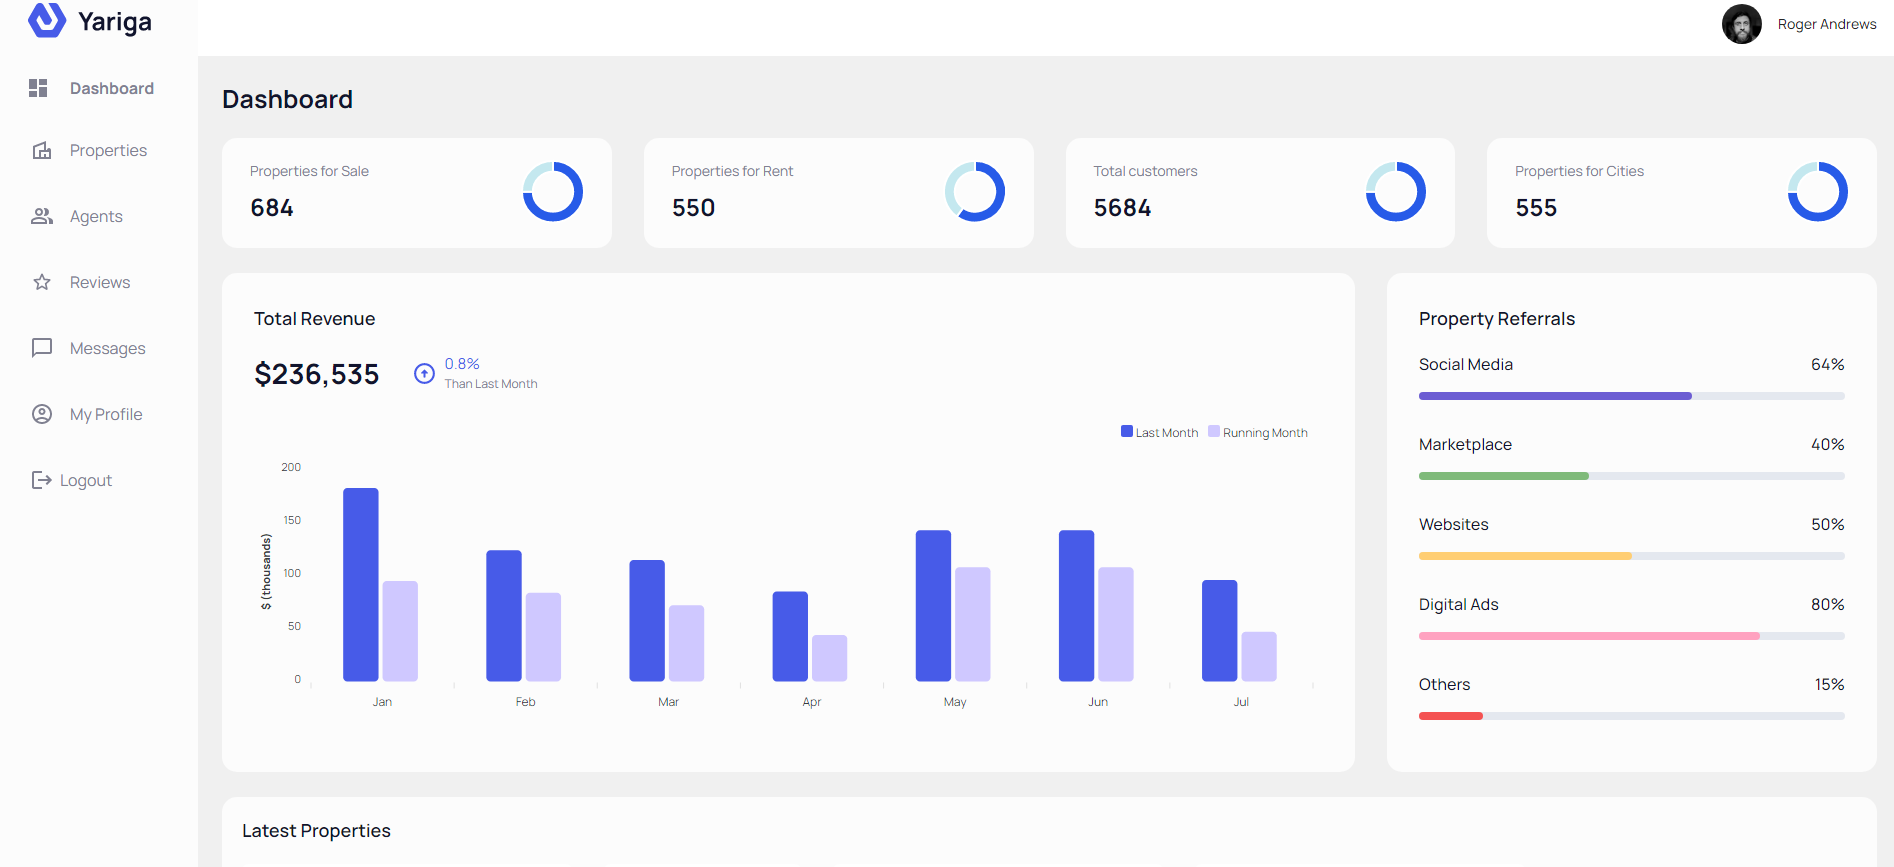 Yariga
Roger Andrews
Dashboard
Properties
Agents
Reviews
Messages
My Profile
Logout
Dashboard
Properties for Sale
684
Properties for Rent
550
Total customers
5684
Properties for Cities
555
Total Revenue
$236,535
0.8%
Than Last Month
Last Month
Running Month
200
150
100
50
0
$ (thousands)
Jan
Feb
Mar
Apr
May
Jun
Jul
Property Referrals
Social Media
64%
Marketplace
40%
Websites
50%
Digital Ads
80%
Others
15%
Latest Properties